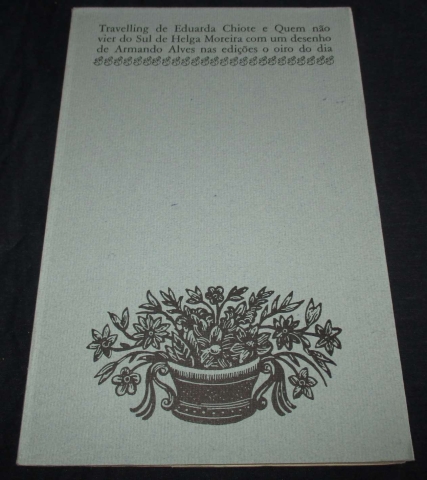 Travelling de Eduarda Chiote e Quem não
vier do Sul de Helga Moreira com um desenho
de Armando Alves nas edições o oiro do dia